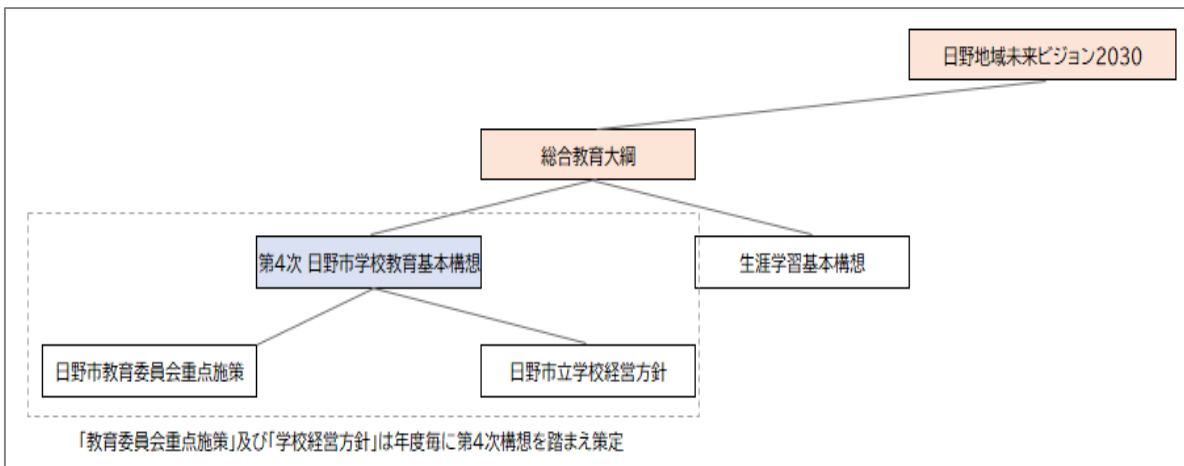 日野地域未来ビジョン2030
総合教育大綱
第4次 日野市学校教育基本構想
生涯学習基本構想
日野市教育委員会重点施策
日野市立学校経営方針
「教育委員会重点施策」及び「学校経営方針」は年度毎に第4次構想を踏まえ策定